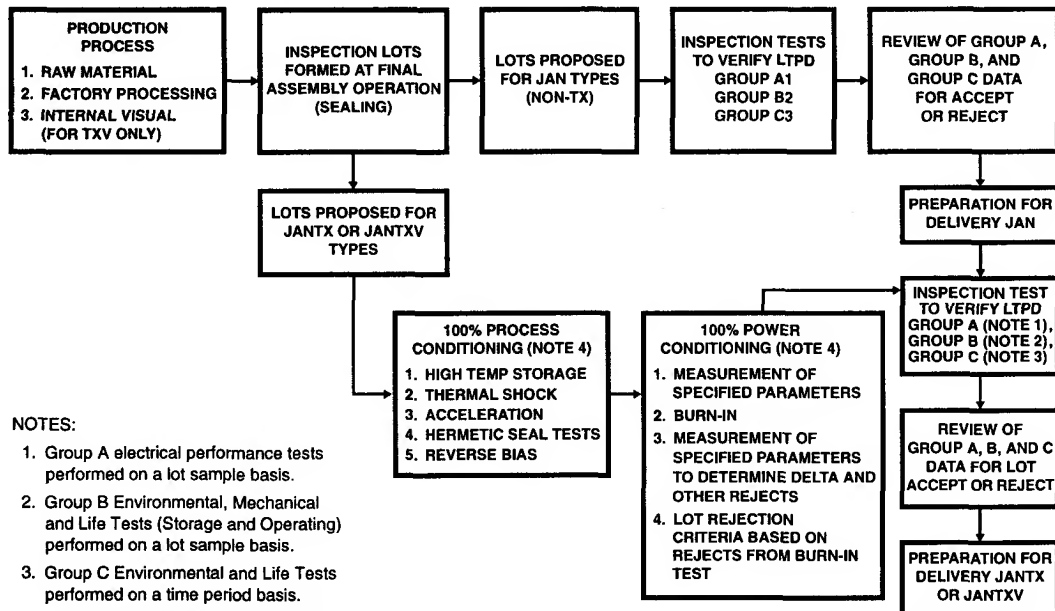 PRODUCTION
PROCESS
1. RAW MATERIAL
2. FACTORY PROCESSING
3. INTERNAL VISUAL
(FOR TXV ONLY)
INSPECTION LOTS
FORMED AT FINAL
ASSEMBLY OPERATION
(SEALING)
LOTS PROPOSED
FOR JAN TYPES
(NON-TX)
INSPECTION TESTS
TO VERIFY LTPD
GROUP A1
GROUP B2
GROUP C3
REVIEW OF GROUP A,
GROUP B, AND
GROUP C DATA
FOR ACCEPT
OR REJECT
LOTS PROPOSED FOR
JANTX OR JANTXV
TYPES
PREPARATION FOR
DELIVERY JAN
100% PROCESS
CONDITIONING (NOTE 4)
1. HIGH TEMP STORAGE
2. THERMAL SHOCK
3. ACCELERATION
4. HERMETIC SEAL TESTS
5. REVERSE BIAS
100% POWER
CONDITIONING (NOTE 4)
1. MEASUREMENT OF
SPECIFIED PARAMETERS
2. BURN-IN
3. MEASUREMENT OF
SPECIFIED PARAMETERS
TO DETERMINE DELTA AND
OTHER REJECTS
4. LOT REJECTION
CRITERIA BASED ON
REJECTS FROM BURN-IN
TEST
INSPECTION TEST
TO VERIFY LTPD
GROUP A (NOTE 1),
GROUP B (NOTE 2),
GROUP C (NOTE 3)
REVIEW OF
GROUP A, B, AND C
DATA FOR LOT
ACCEPT OR REJECT
PREPARATION FOR
DELIVERY JANTX
OR JANTXV
NOTES:
1. Group A electrical performance tests
performed on a lot sample basis.
2. Group B Environmental, Mechanical
and Life Tests (Storage and Operating)
performed on a lot sample basis.
3. Group C Environmental and Life Tests
performed on a time period basis.